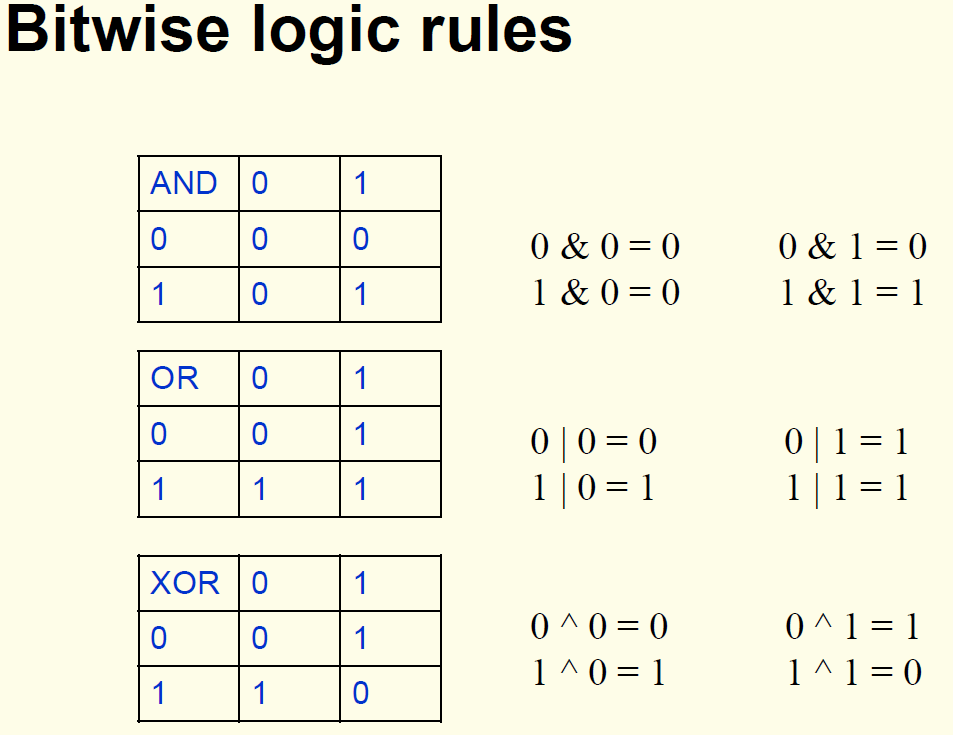 Bitwise logic rules
AND 0 1
0 0 0
1 0 1
0 & 0 = 0 0 & 1 = 0
1 & 0 = 0 1 & 1 = 1
OR 0 1
0 0 1
1 1 1
0 | 0 = 0 0 | 1 = 1
1 | 0 = 1 1 | 1 = 1
XOR 0 1
0 0 1
1 1 0
0 ^ 0 = 0 0 ^ 1 = 1
1 ^ 0 = 1 1 ^ 1 = 0